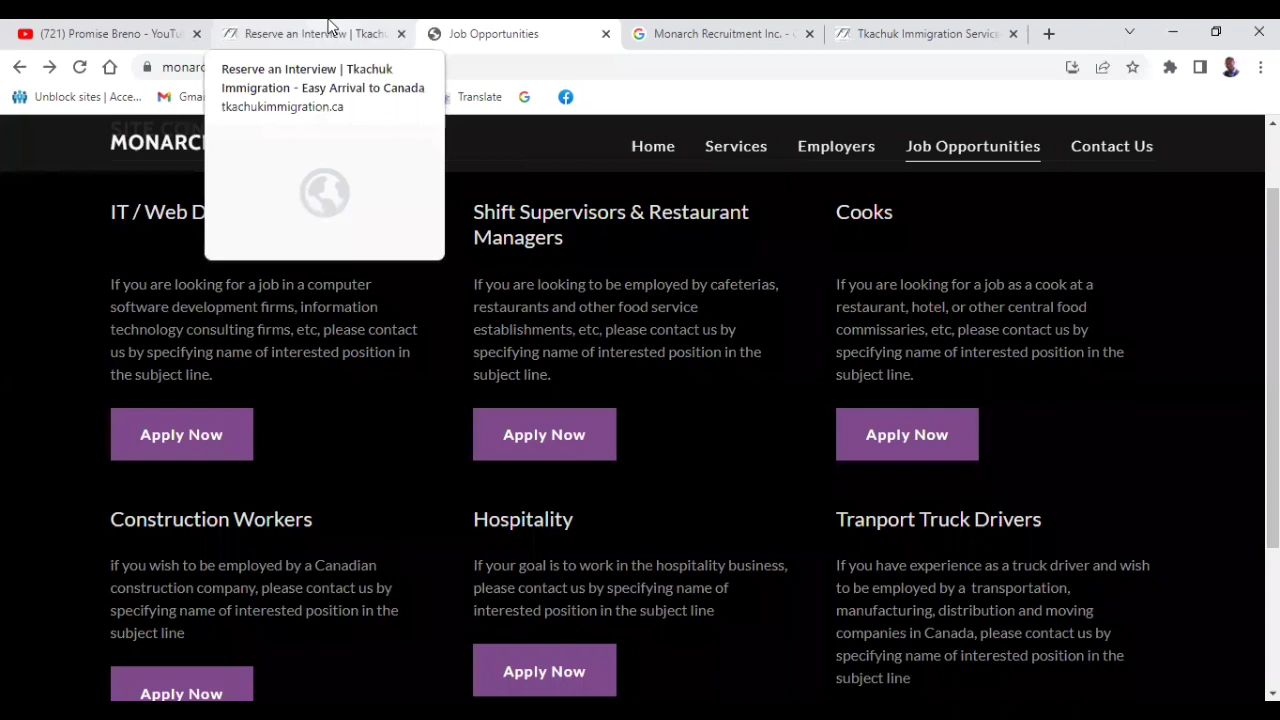 (721) Promise Breno - YouTu
Reserve an Interview | Tkach
Job Opportunities
Monarch Recruitment Inc. -
Tkachuk Immigration Service
monar
Unblock sites | Acce...
Gma
Translate
Reserve an Interview | Tkachuk
Immigration - Easy Arrival to Canada
tkachukimmigration.ca
MONARCH
Home
Services
Employers
Job Opportunities
Contact Us
IT / Web D
If you are looking for a job in a computer
software development firms, information
technology consulting firms, etc, please contact
us by specifying name of interested position in
the subject line.
Apply Now
Shift Supervisors & Restaurant
Managers
If you are looking to be employed by cafeterias,
restaurants and other food service
establishments, etc, please contact us by
specifying name of interested position in the
subject line.
Apply Now
Cooks
If you are looking for a job as a cook at a
restaurant, hotel, or other central food
commissaries, etc, please contact us by
specifying name of interested position in the
subject line.
Apply Now
Construction Workers
if you wish to be employed by a Canadian
construction company, please contact us by
specifying name of interested position in the
subject line
Apply Now
Hospitality
If your goal is to work in the hospitality business,
please contact us by specifying name of
interested position in the subject line
Apply Now
Tranport Truck Drivers
If you have experience as a truck driver and wish
to be employed by a transportation,
manufacturing, distribution and moving
companies in Canada, please contact us by
specifying name of interested position in the
subject line